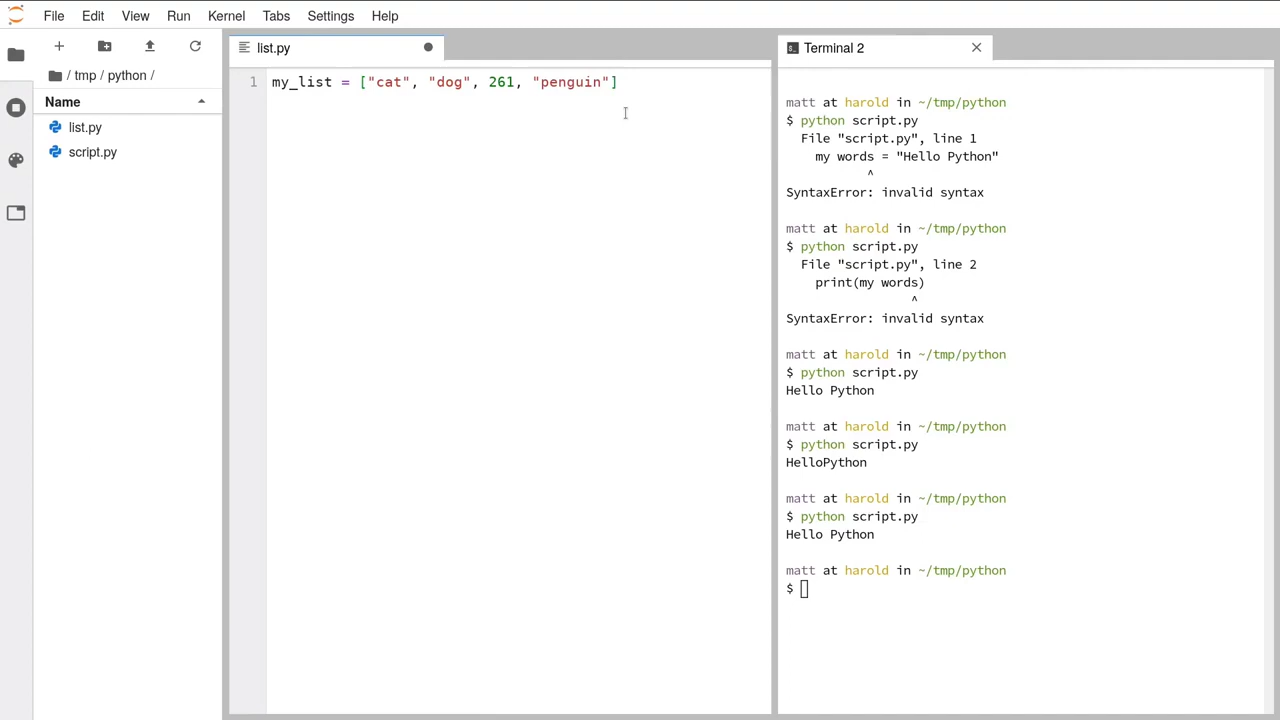 File Edit View Run Kernel Tabs Settings Help
/ tmp / python /
Name
list.py
script.py
list.py
1 my_list = ["cat", "dog", 261, "penguin"]
Terminal 2
matt at harold in ~/tmp/python
$ python script.py
  File "script.py", line 1
    my words = "Hello Python"
           ^
SyntaxError: invalid syntax
matt at harold in ~/tmp/python
$ python script.py
  File "script.py", line 2
    print(my words)
                 ^
SyntaxError: invalid syntax
matt at harold in ~/tmp/python
$ python script.py
Hello Python
matt at harold in ~/tmp/python
$ python script.py
HelloPython
matt at harold in ~/tmp/python
$ python script.py
Hello Python
matt at harold in ~/tmp/python
$